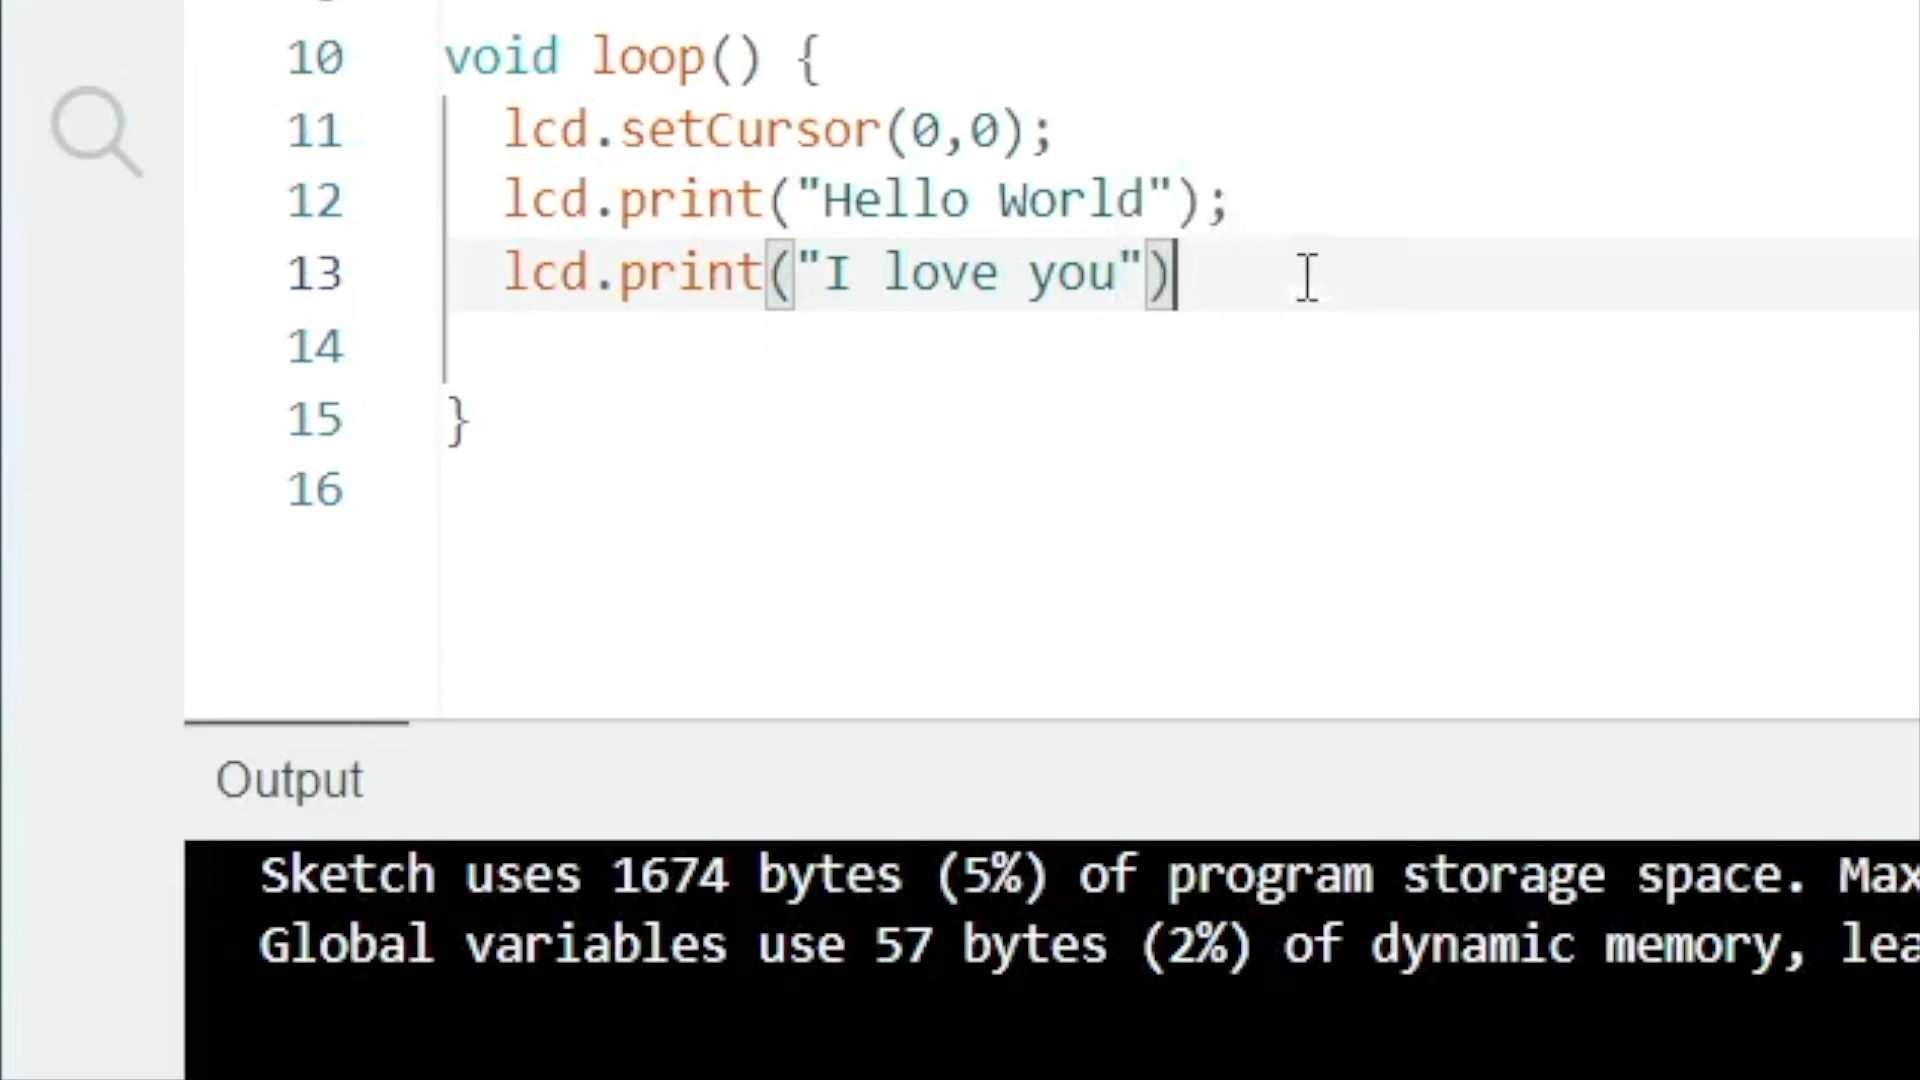 10 void loop() {
11 lcd.setCursor(0,0);
12 lcd.print("Hello World");
13 lcd.print("I love you")
14
15 }
16
Output
Sketch uses 1674 bytes (5%) of program storage space. Max
Global variables use 57 bytes (2%) of dynamic memory, lea